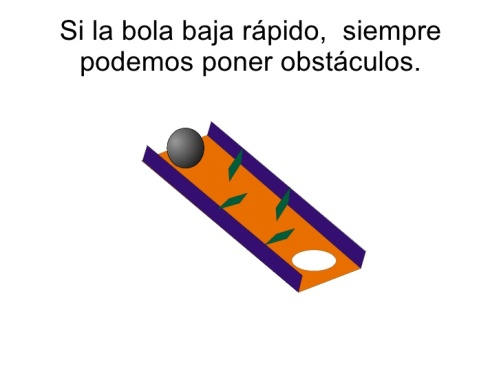 Si la bola baja rápido,  siempre
podemos poner obstáculos.